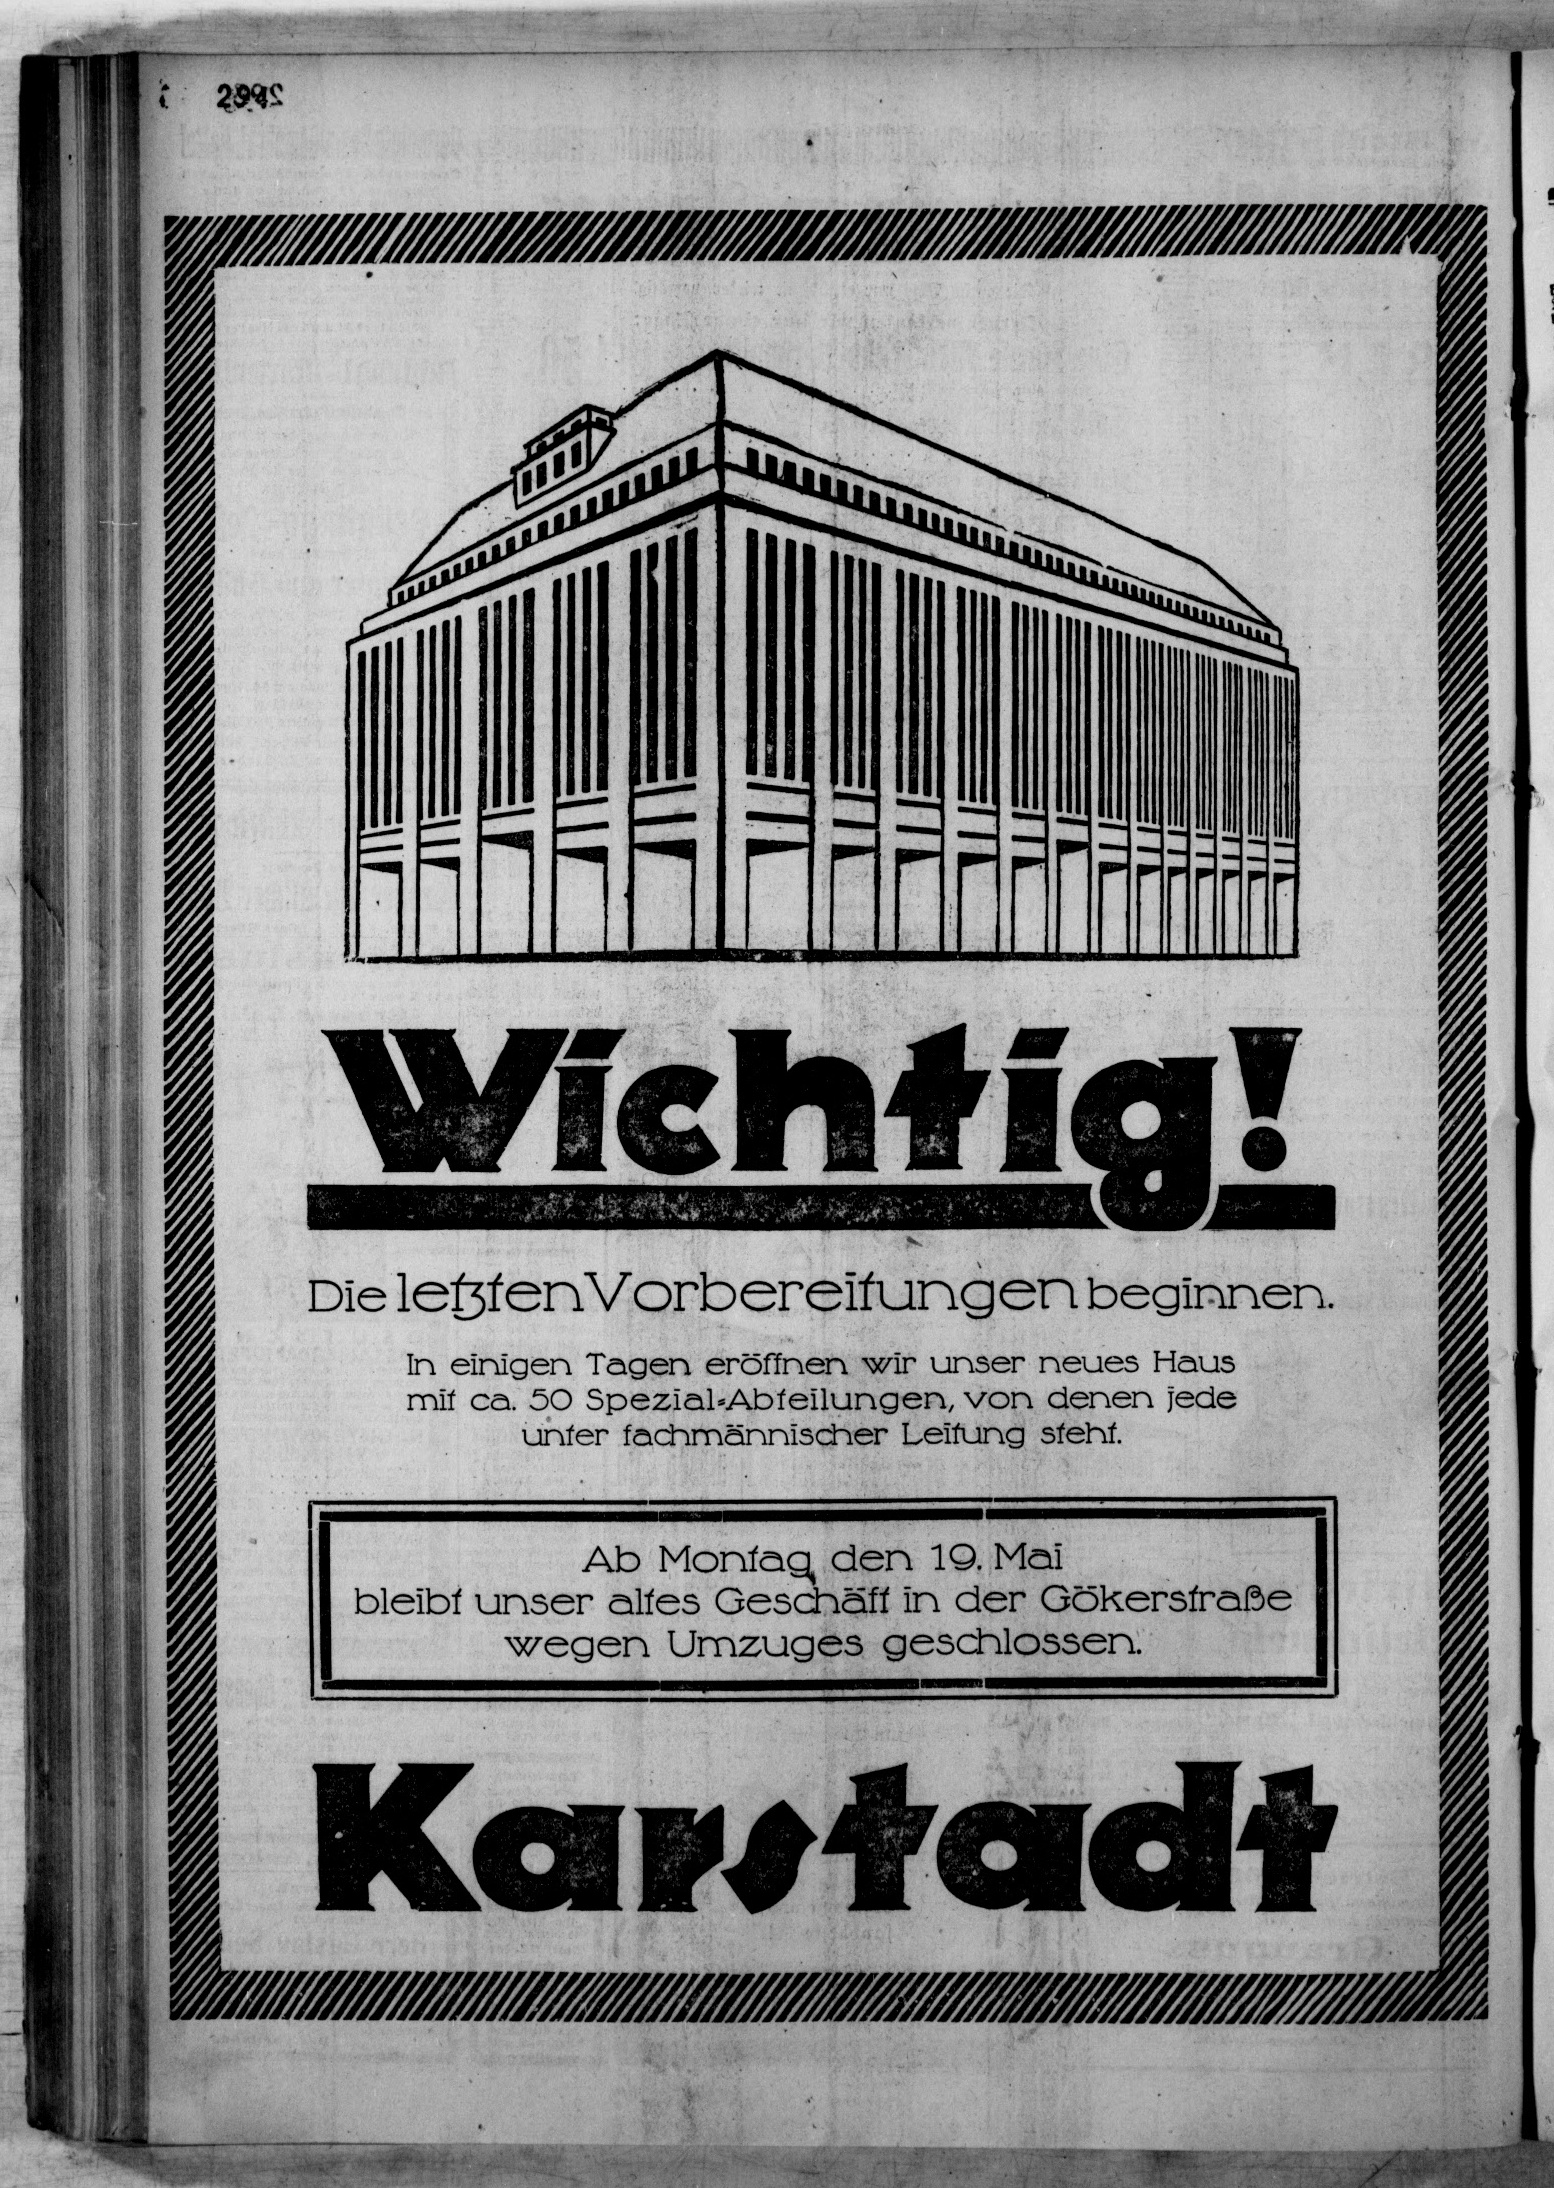 Wichtig!
Die letzten Vorbereitungen beginnen.
In einigen Tagen eröffnen wir unser neues Haus
mit ca. 50 Spezial-Abteilungen, von denen jede
unter fachmännischer Leitung steht.
Ab Montag den 19. Mai
bleibt unser altes Geschäft in der Gökerstraße
wegen Umzuges geschlossen.
Karstadt